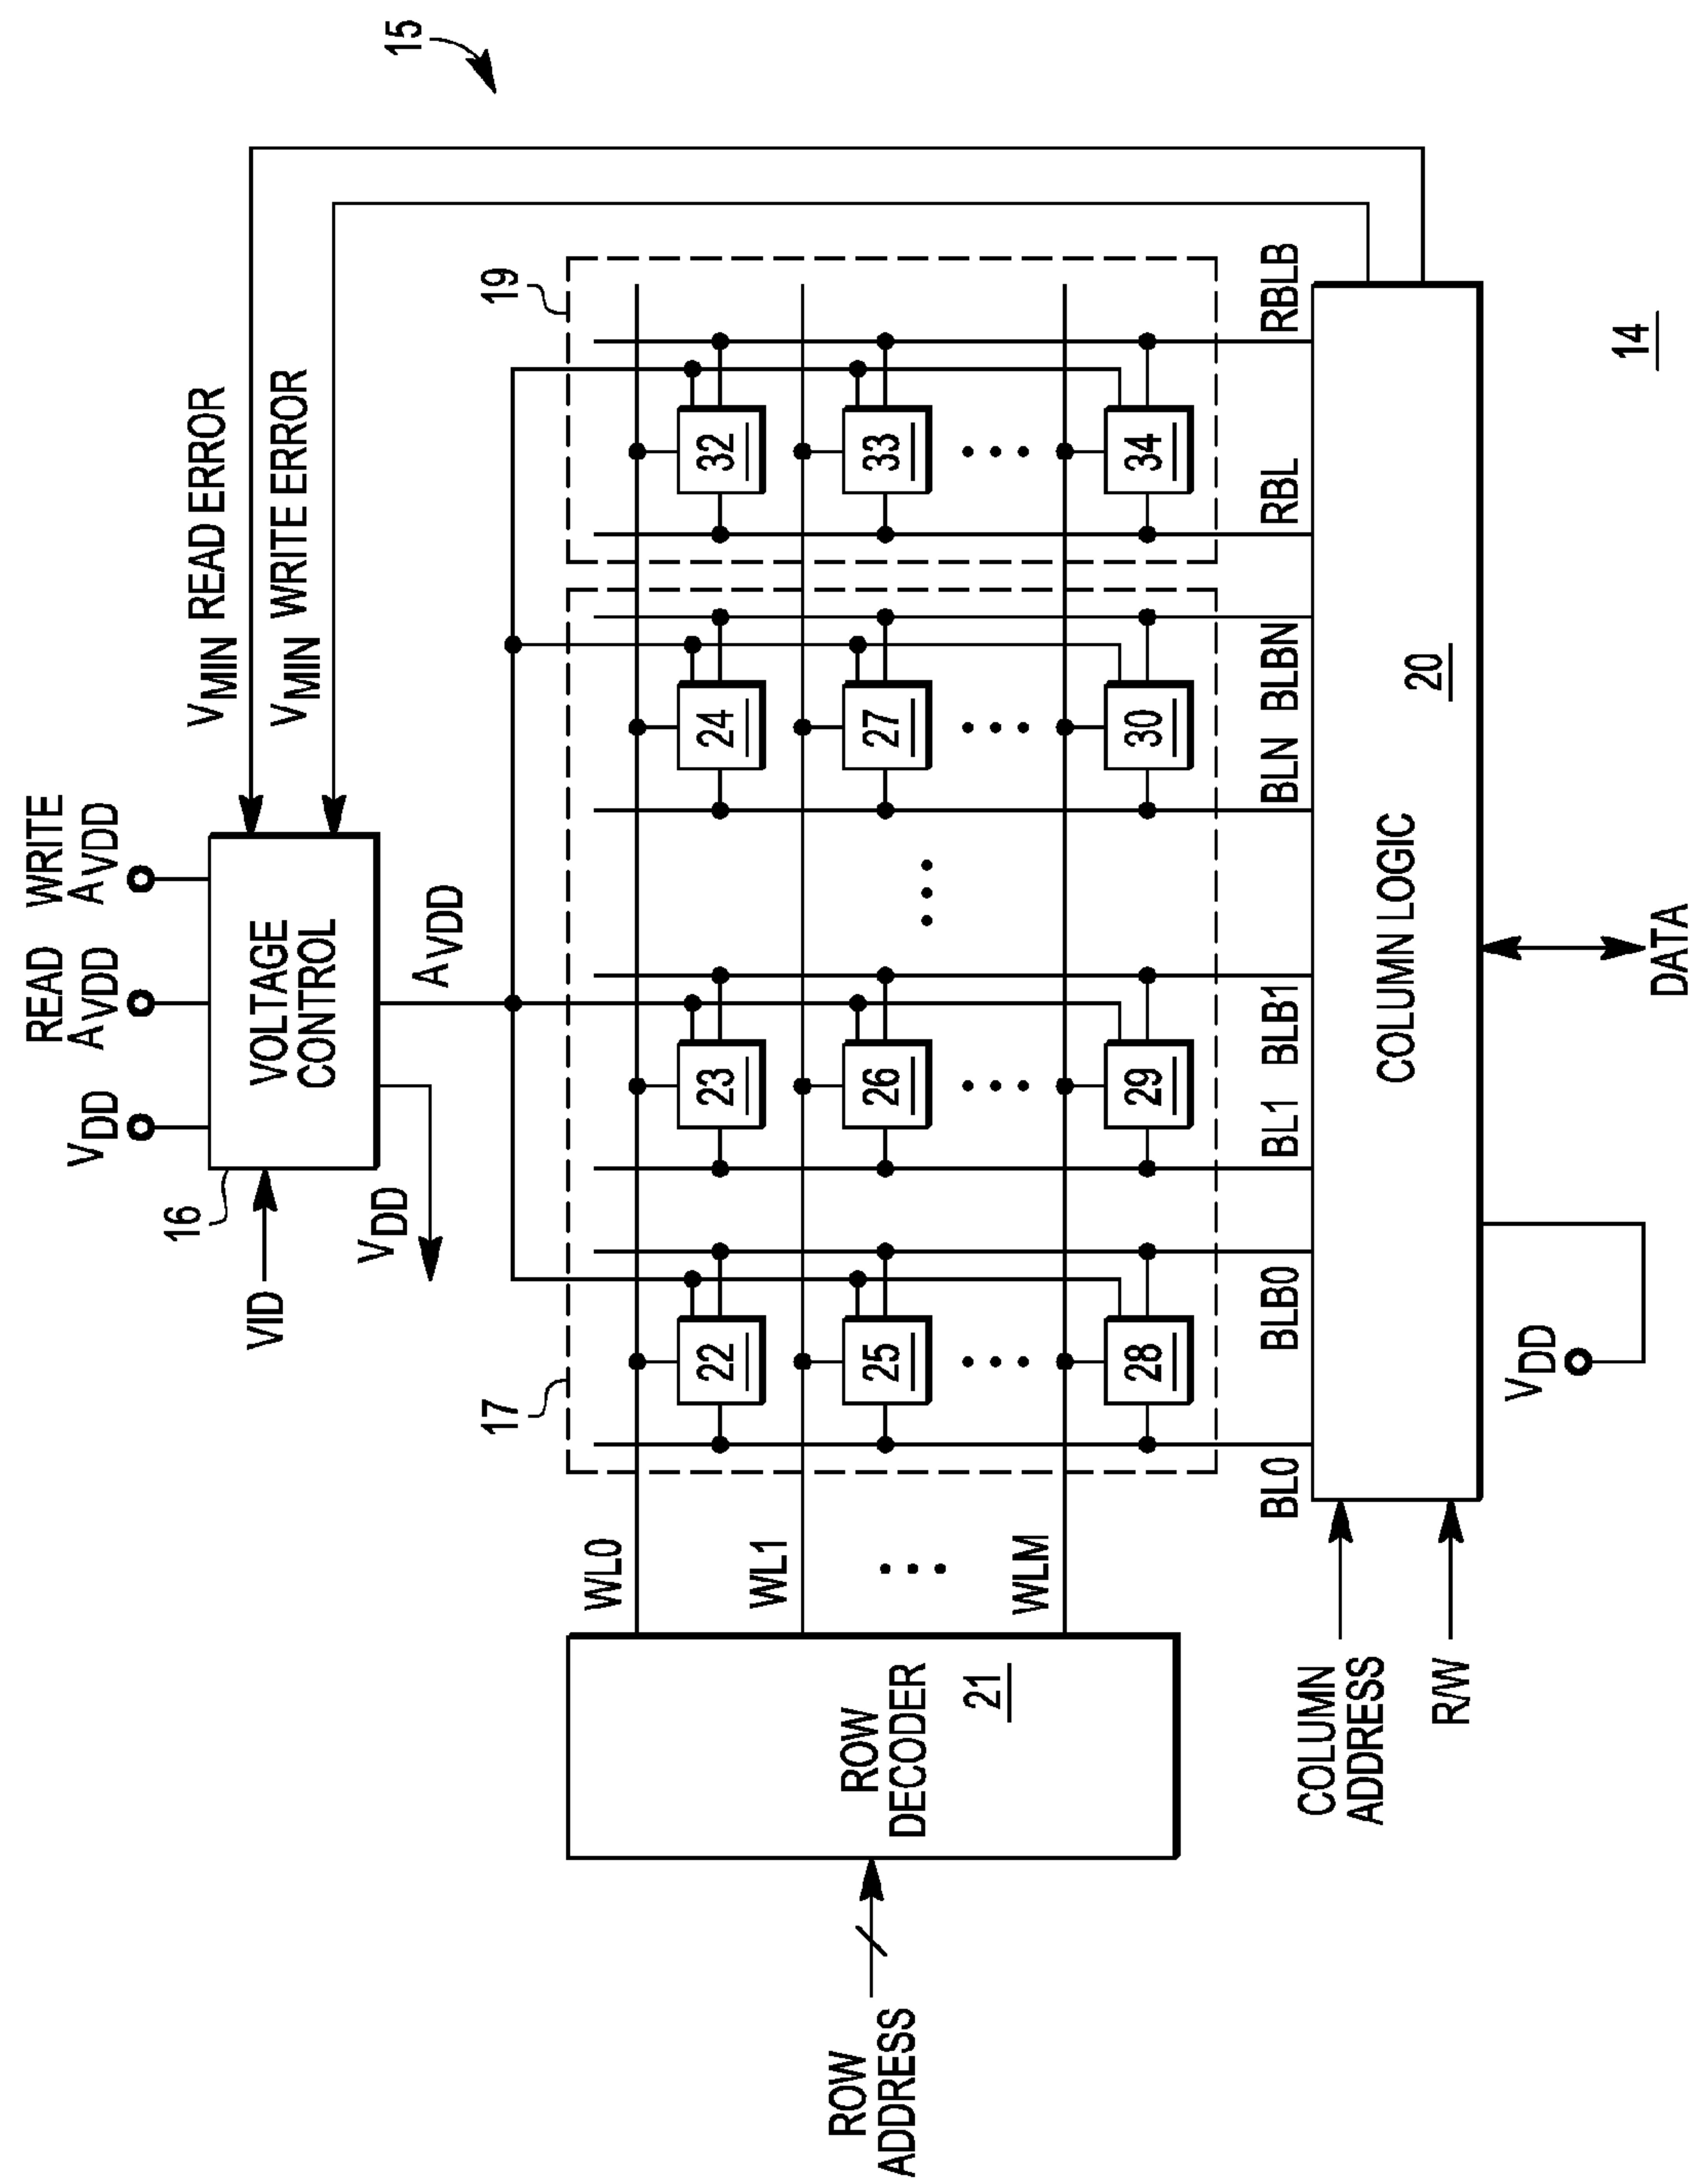 15
READ
AVDD
WRITE
AVDD
VDD
VMIN READ ERROR
VMIN WRITE ERROR
VID
16
VOLTAGE
CONTROL
VDD
AVDD
17
19
WL0
WL1
WLM
22
23
24
32
25
26
27
33
28
29
30
34
ROW
ADDRESS
ROW
DECODER
21
BL0
BLB0
BL1
BLB1
BLN
BLBN
RBL
RBLB
COLUMN
ADDRESS
R/W
COLUMN LOGIC
20
VDD
DATA
14